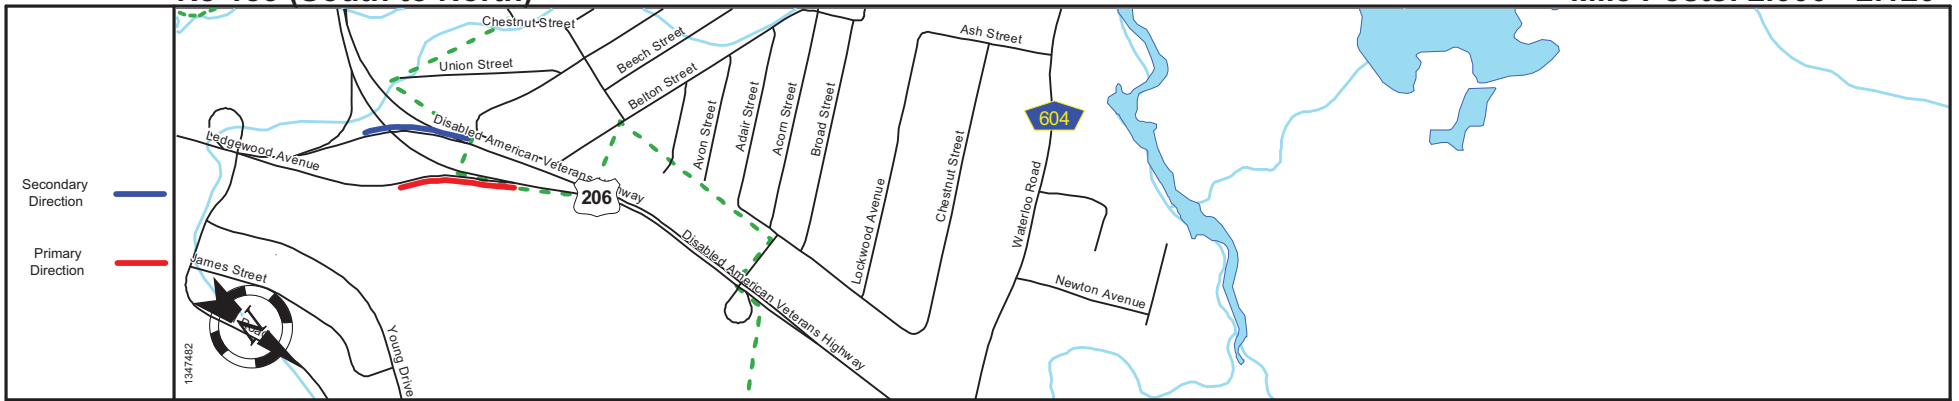 Secondary
Direction
Primary
Direction
Chestnut Street
Union Street
Beech Street
Belton Street
Ash Street
Disabled American Veterans
way
Ledgewood Avenue
Avon Street
Adair Street
Acorn Street
Broad Street
604
206
Lockwood Avenue
Chestnut Street
Waterloo Road
Disabled American Veterans Highway
Newton Avenue
James Street
Young Drive
N
1347482